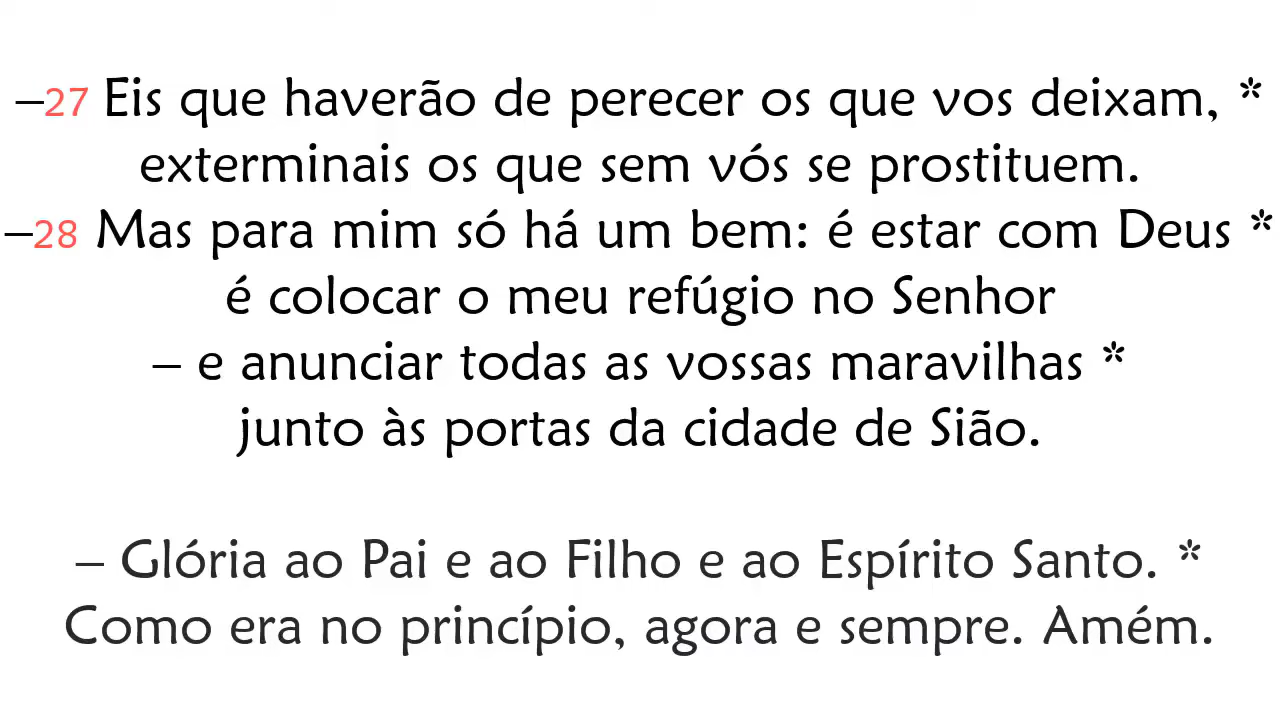 –27 Eis que haverão de perecer os que vos deixam, *
exterminais os que sem vós se prostituem.
–28 Mas para mim só há um bem: é estar com Deus *
é colocar o meu refúgio no Senhor
– e anunciar todas as vossas maravilhas *
junto às portas da cidade de Sião.
– Glória ao Pai e ao Filho e ao Espírito Santo. *
Como era no princípio, agora e sempre. Amém.